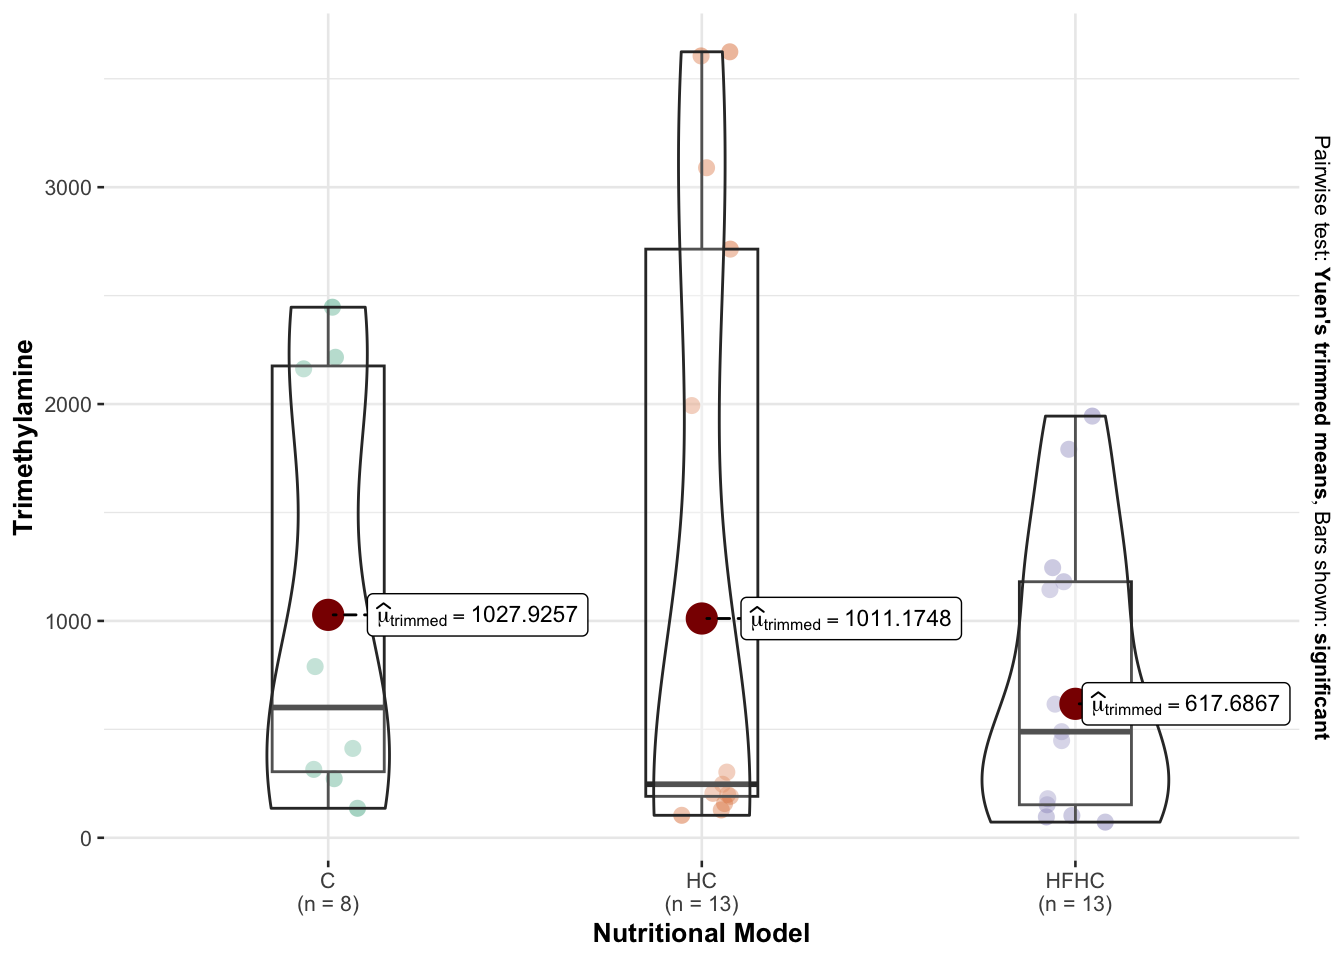 Trimethylamine
3000
2000
1000
0
μ̂trimmed = 1027.9257
μ̂trimmed = 1011.1748
μ̂trimmed = 617.6867
C
(n = 8)
HC
(n = 13)
HFHC
(n = 13)
Nutritional Model
Pairwise test: Yuen's trimmed means, Bars shown: significant